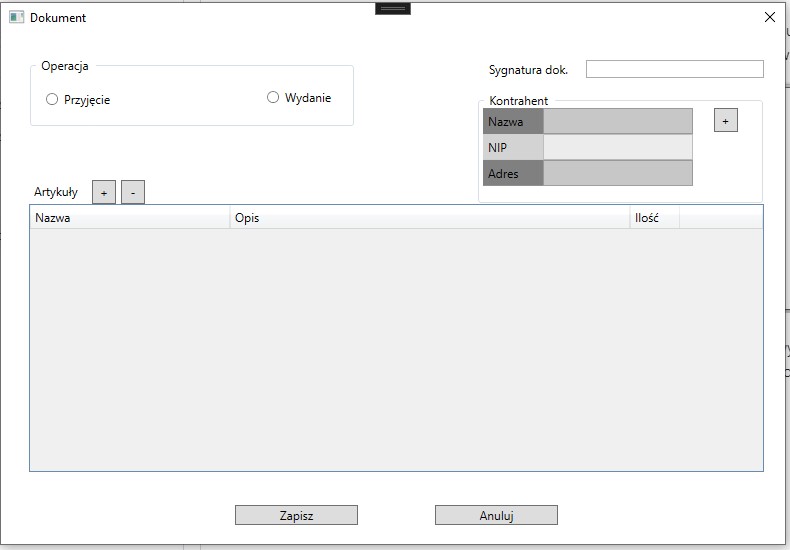 Dokument
Operacja
Przyjęcie
Wydanie
Sygnatura dok.
Kontrahent
Nazwa
+
NIP
Adres
Artykuły + -
Nazwa Opis Ilość
Zapisz Anuluj